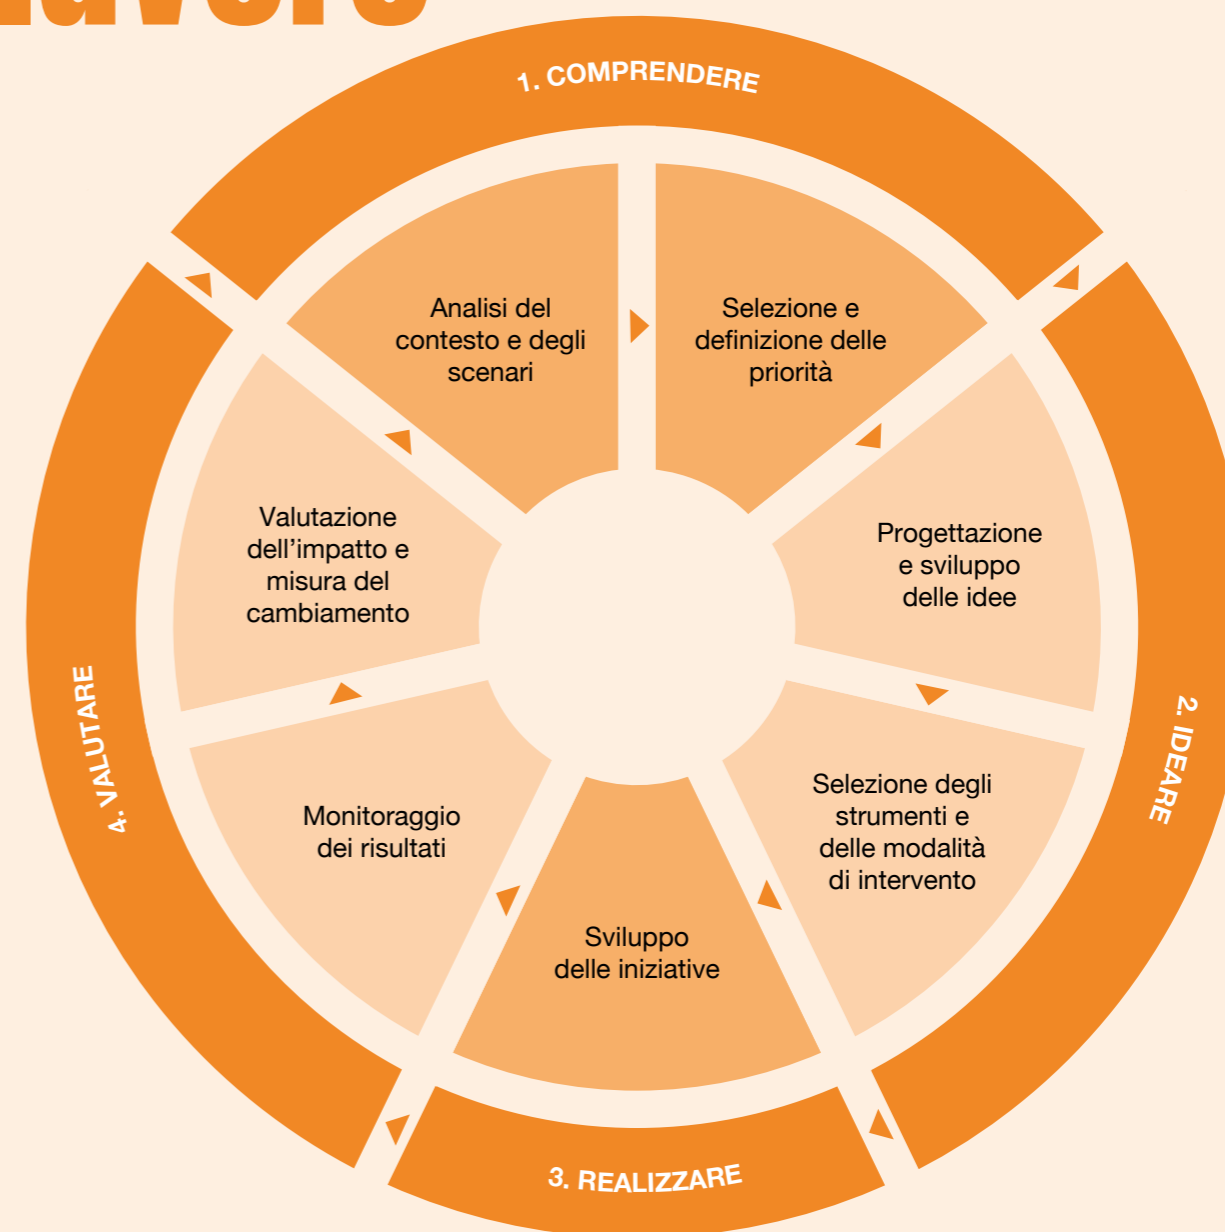 1. COMPRENDERE
Analisi del
contesto e degli
scenari
Selezione e
definizione delle
priorità
Progettazione
e sviluppo
delle idee
2. IDEARE
Selezione degli
strumenti e
delle modalità
di intervento
Sviluppo
delle iniziative
3. REALIZZARE
Monitoraggio
dei risultati
4. VALUTARE
Valutazione
dell’impatto e
misura del
cambiamento